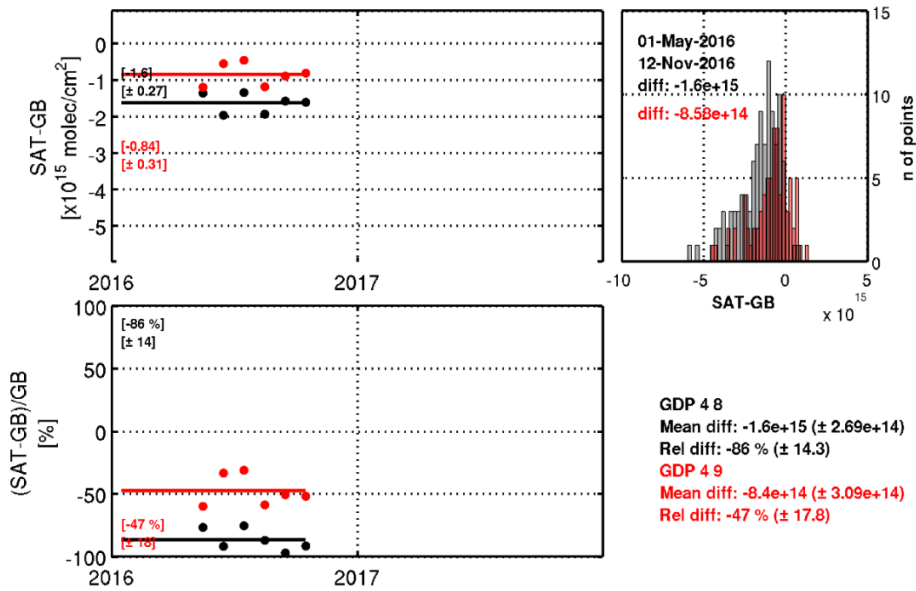 SAT-GB
[x10¹⁵ molec/cm²]
0
-1
-2
-3
-4
-5
[-1.6]
[± 0.27]
[-0.84]
[± 0.31]
2016
2017
01-May-2016
12-Nov-2016
diff: -1.6e+15
diff: -8.58e+14
15
10
5
0
n of points
-10
-5
0
5
SAT-GB
x 10¹⁵
(SAT-GB)/GB
[%]
100
50
0
-50
-100
[-86 %]
[± 14]
[-47 %]
[± 18]
2016
2017
GDP 4 8
Mean diff: -1.6e+15 (± 2.69e+14)
Rel diff: -86 % (± 14.3)
GDP 4 9
Mean diff: -8.4e+14 (± 3.09e+14)
Rel diff: -47 % (± 17.8)